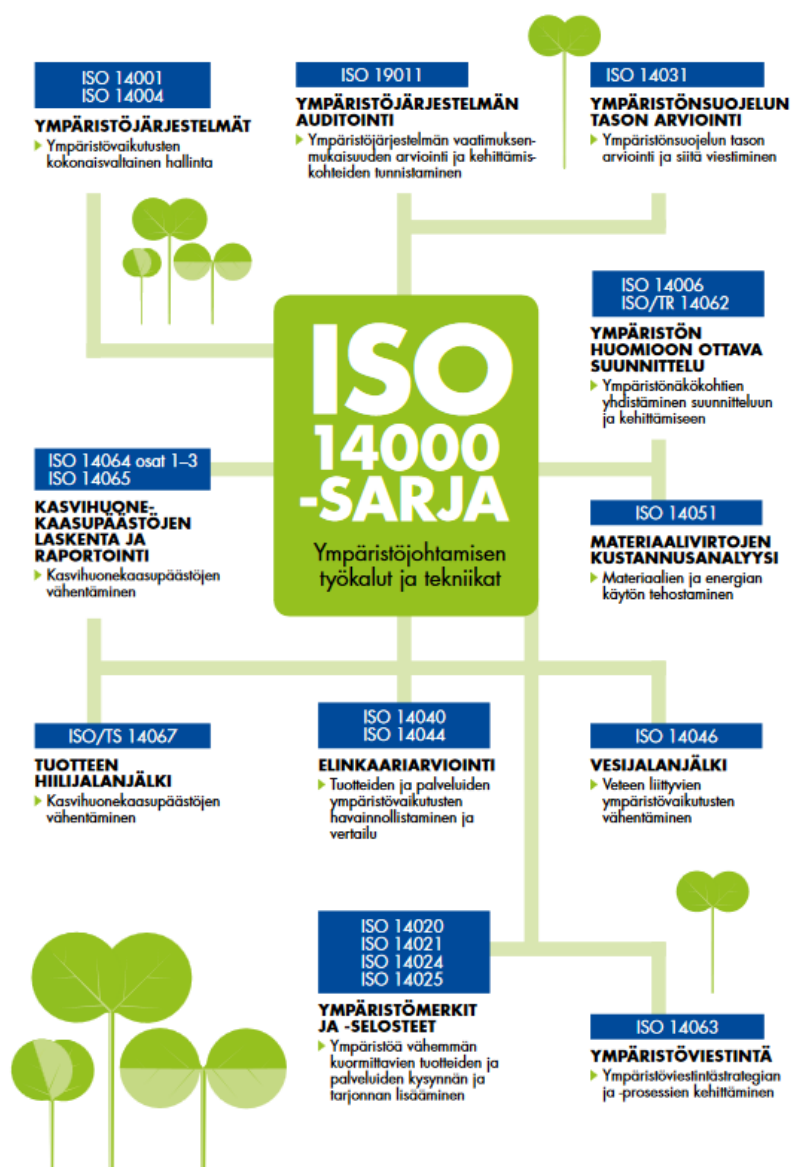 ISO 14001
ISO 14004
YMPÄRISTÖJÄRJESTELMÄT
Ympäristövaikutusten
kokonaisvaltainen hallinta
ISO 19011
YMPÄRISTÖJÄRJESTELMÄN
AUDITOINTI
Ympäristöjärjestelmän vaatimuksen-
mukaisuuden arviointi ja kehittämis-
kohteiden tunnistaminen
ISO 14031
YMPÄRISTÖNSUOJELUN
TASON ARVIOINTI
Ympäristönsuojelun tason
arviointi ja siitä viestiminen
ISO 14006
ISO/TR 14062
YMPÄRISTÖN
HUOMIOON OTTAVA
SUUNNITTELU
Ympäristönäkökohtien
yhdistäminen suunnitteluun
ja kehittämiseen
ISO
14000
-SARJA
Ympäristöjohtamisen
työkalut ja tekniikat
ISO 14064 osat 1–3
ISO 14065
KASVIHUONE-
KAASUPÄÄSTÖJEN
LASKENTA JA
RAPORTOINTI
Kasvihuonekaasupäästöjen
vähentäminen
ISO 14051
MATERIAALIVIRTOJEN
KUSTANNUSANALYYSI
Materiaalien ja energian
käytön tehostaminen
ISO/TS 14067
TUOTTEEN
HIILIJALANJÄLKI
Kasvihuonekaasupäästöjen
vähentäminen
ISO 14040
ISO 14044
ELINKAARIARVIOINTI
Tuotteiden ja palveluiden
ympäristövaikutusten
havainnollistaminen ja
vertailu
ISO 14046
VESIJALANJÄLKI
Veteen liittyvien
ympäristövaikutusten
vähentäminen
ISO 14020
ISO 14021
ISO 14024
ISO 14025
YMPÄRISTÖMERKIT
JA -SELOSTEET
Ympäristöä vähemmän
kuormittavien tuotteiden ja
palveluiden kysynnän ja
tarjonnan lisääminen
ISO 14063
YMPÄRISTÖVIESTINTÄ
Ympäristöviestintästrategian
ja -prosessien kehittäminen